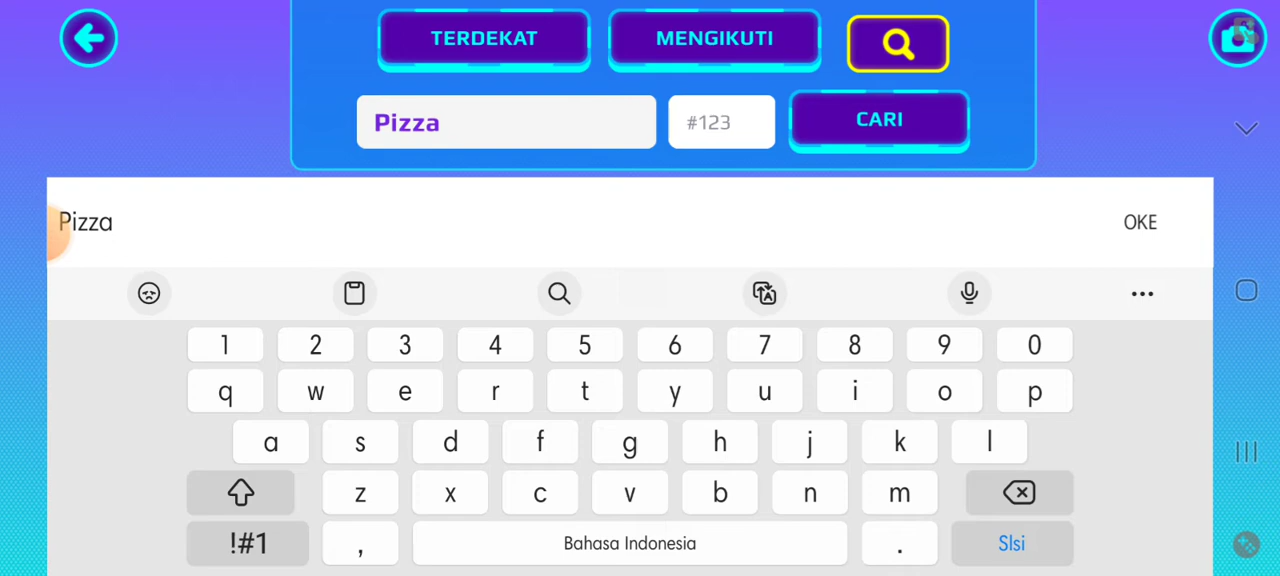 TERDEKAT MENGIKUTI
Pizza #123 CARI
Pizza OKE
1 2 3 4 5 6 7 8 9 0
q w e r t y u i o p
a s d f g h j k l
z x c v b n m
!#1 , Bahasa Indonesia . Slsi